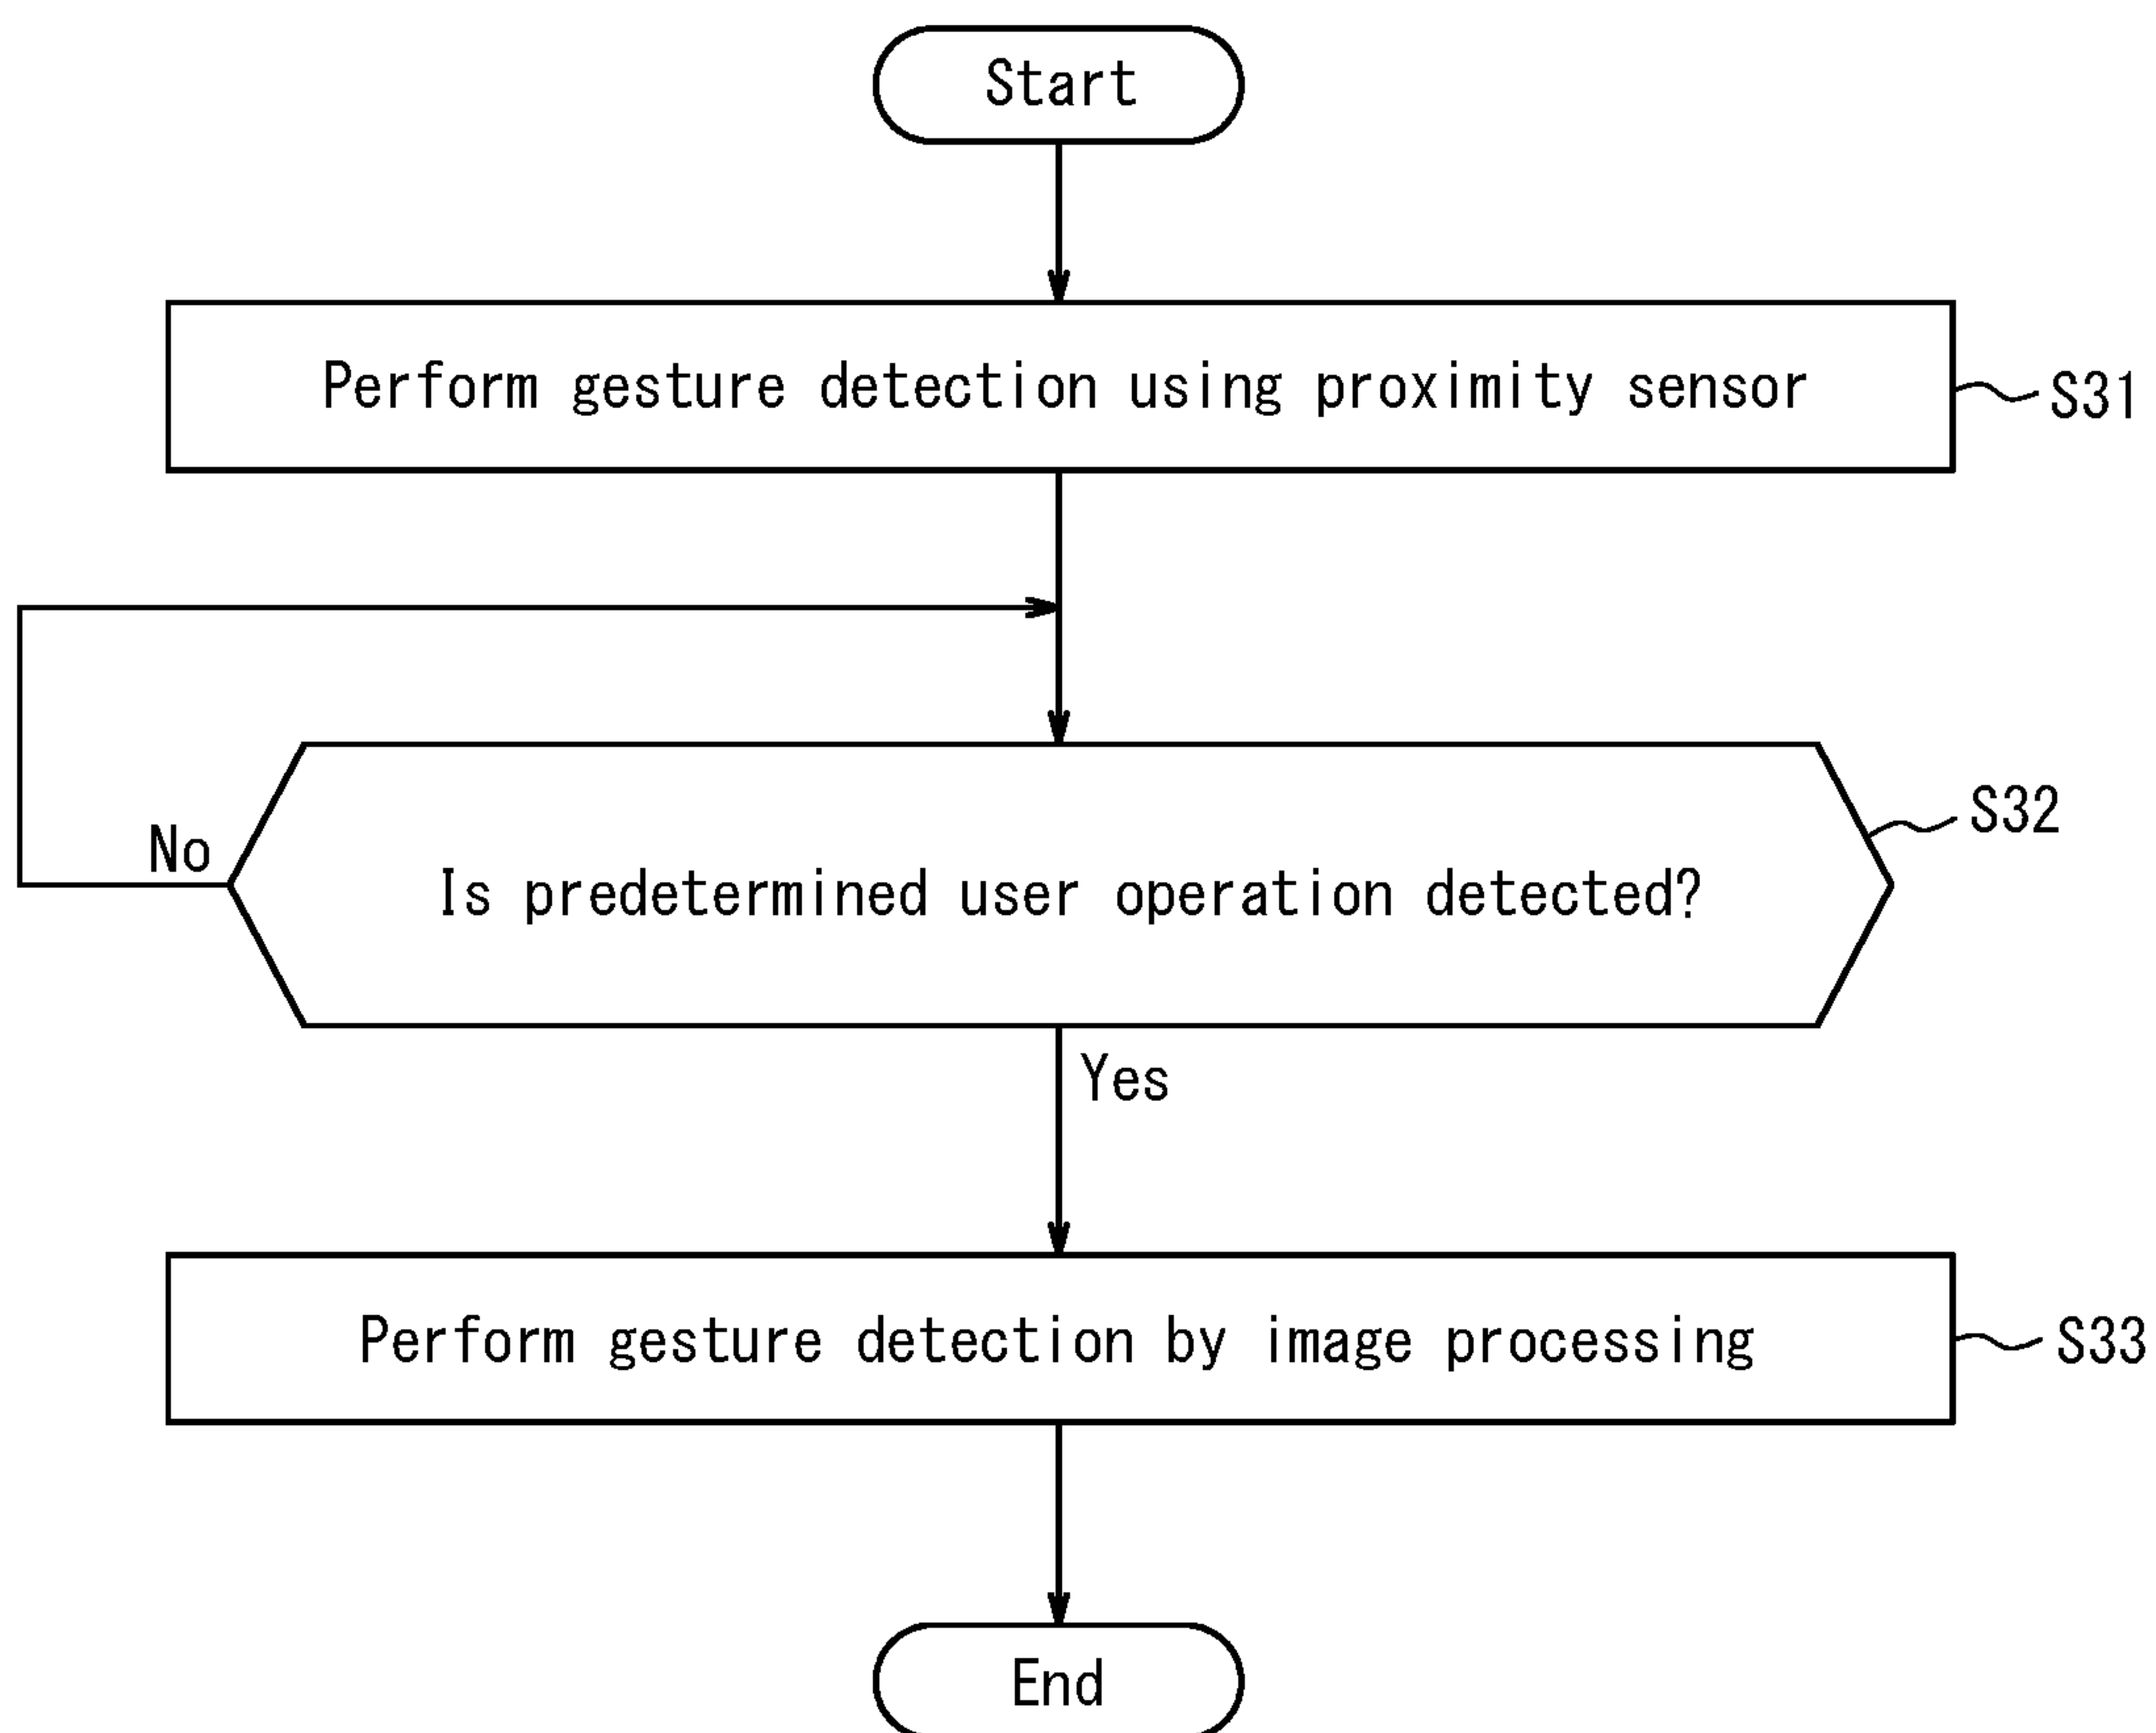 Start
Perform gesture detection using proximity sensor
S31
S32
No
Is predetermined user operation detected?
Yes
Perform gesture detection by image processing
S33
End